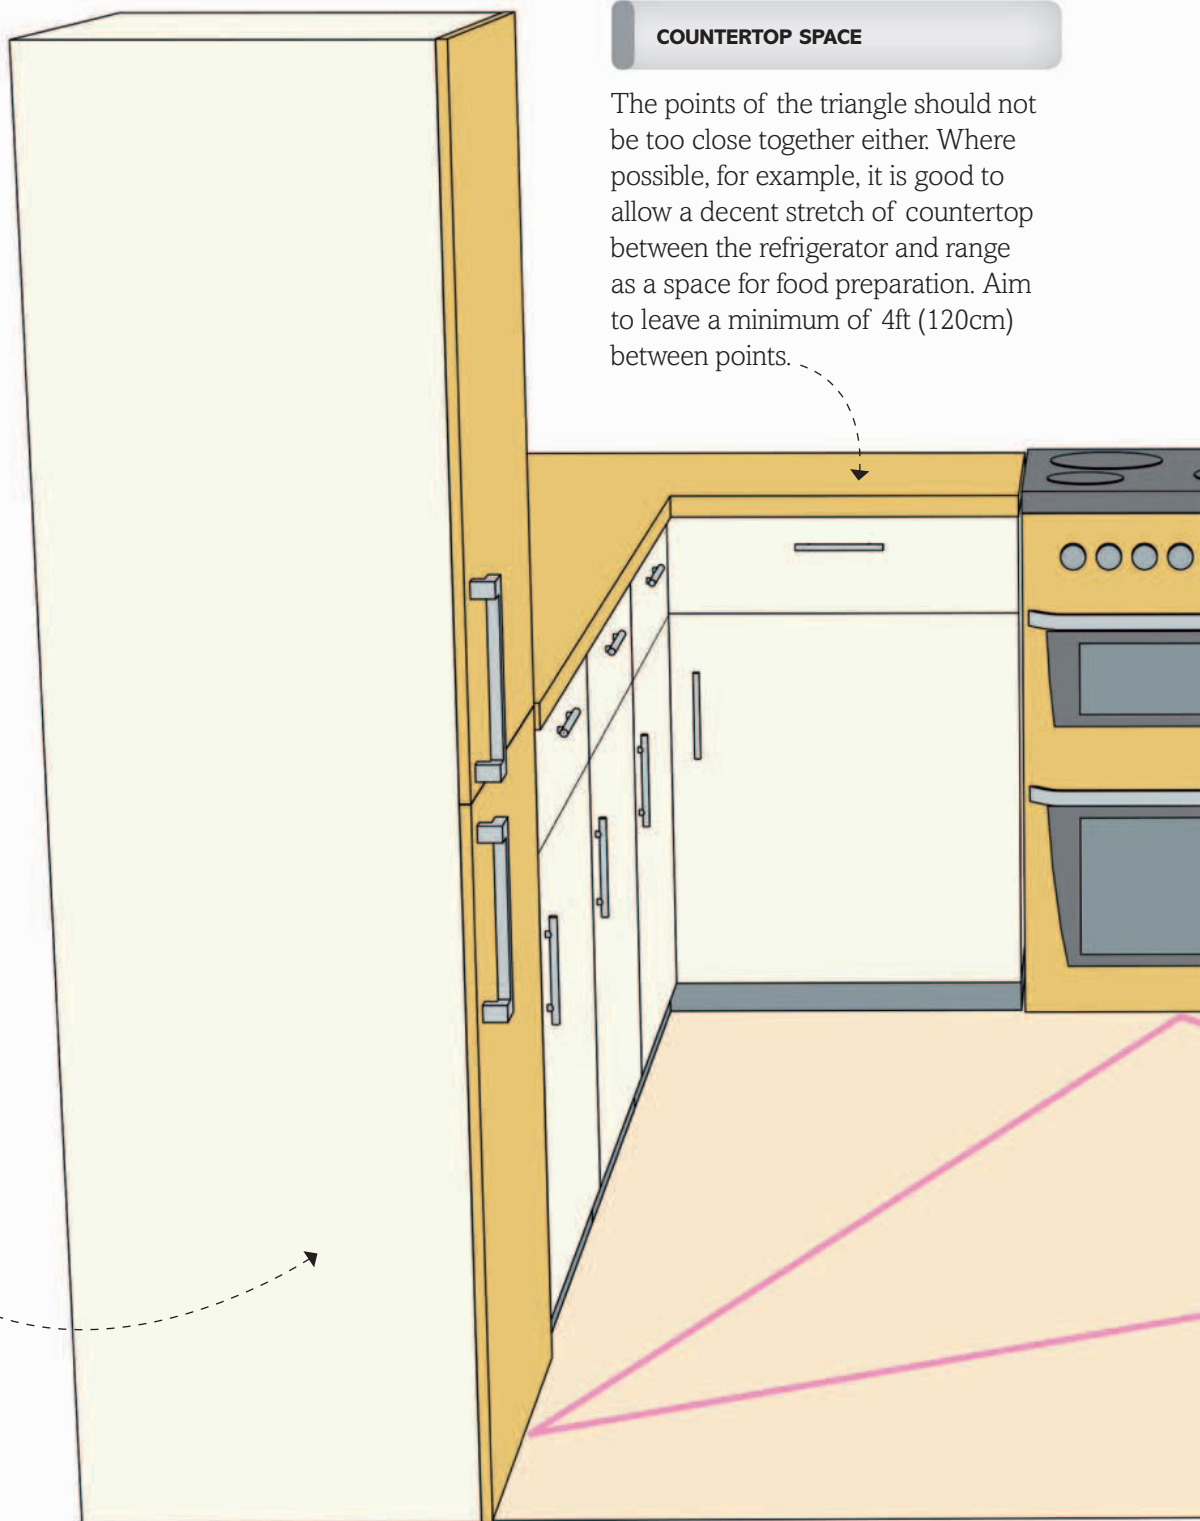 COUNTERTOP SPACE
The points of the triangle should not
be too close together either. Where
possible, for example, it is good to
allow a decent stretch of countertop
between the refrigerator and range
as a space for food preparation. Aim
to leave a minimum of 4ft (120cm)
between points.